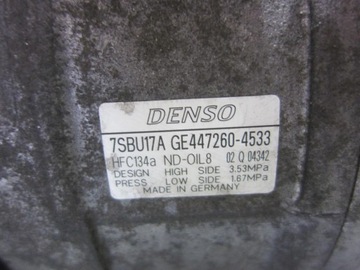 DENSO
7SBU17A GE447260-4533
HFC134a ND-OIL8 02 Q 04342
DESIGN HIGH SIDE 3.53MPa
PRESS LOW SIDE 1.67MPa
MADE IN GERMANY